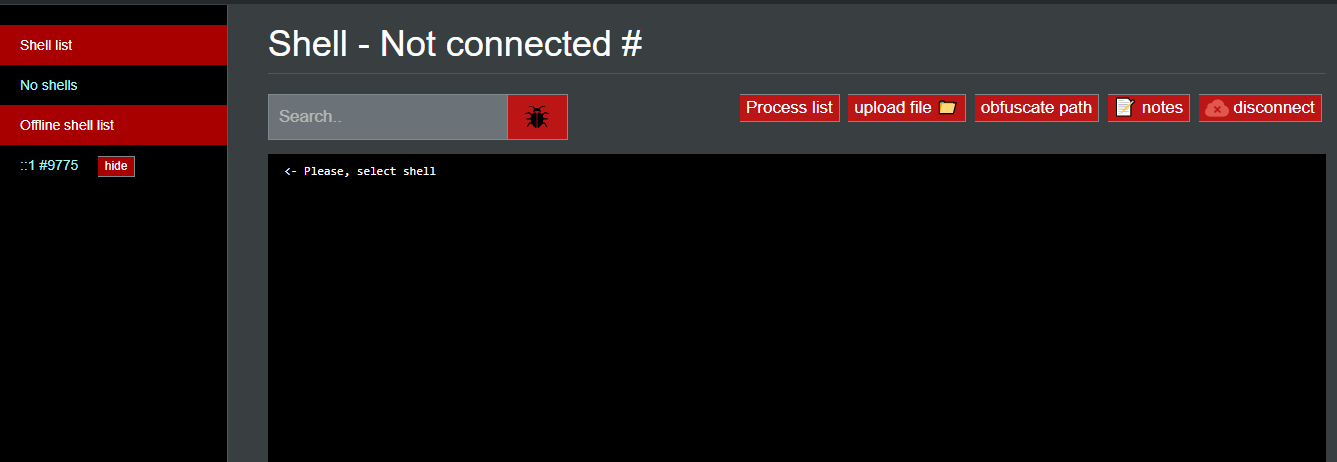 Shell list
No shells
Offline shell list
::1 #9775 hide
Shell - Not connected #
Search..
Process list upload file obfuscate path notes disconnect
<- Please, select shell